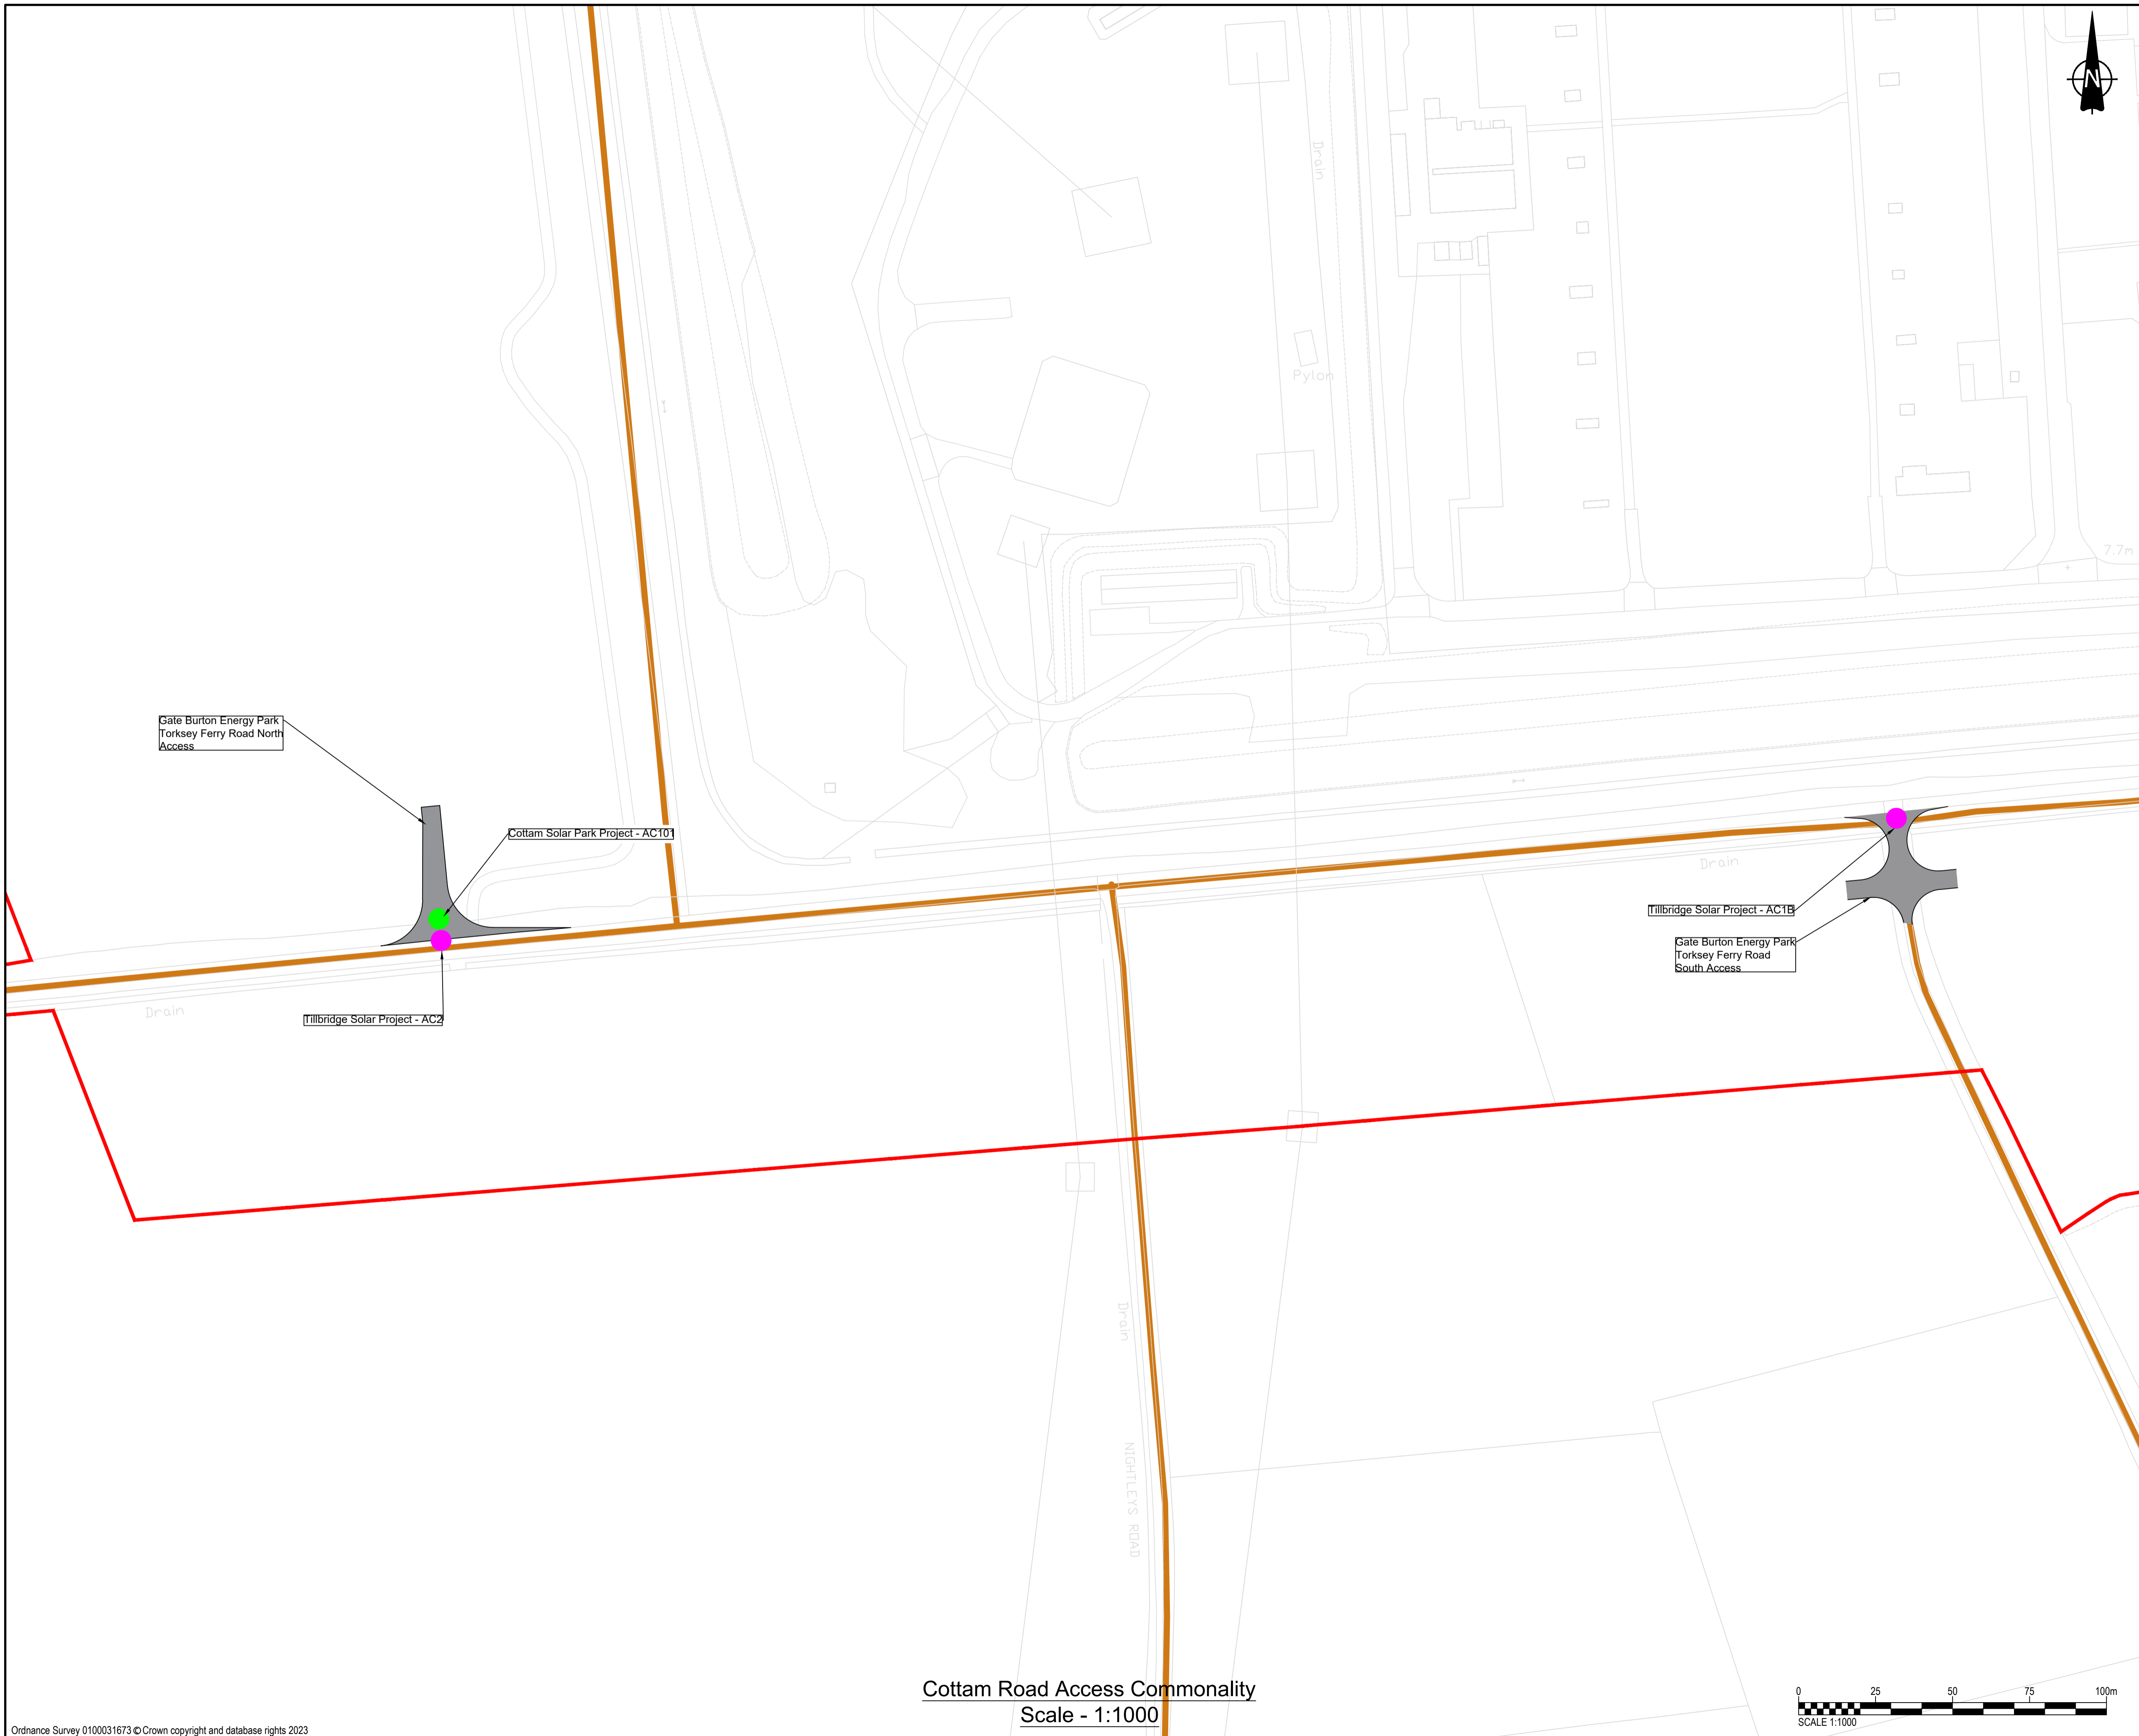 N
Drain
Pylon
7.7m
Gate Burton Energy Park
Torksey Ferry Road North
Access
Cottam Solar Park Project - AC101
Drain
Tillbridge Solar Project - AC1B
Gate Burton Energy Park
Torksey Ferry Road
South Access
Drain
Tillbridge Solar Project - AC2
Drain
NIGHTLEYS ROAD
Cottam Road Access Commonality
Scale - 1:1000
0 25 50 75 100m
SCALE 1:1000
Ordnance Survey 0100031673 © Crown copyright and database rights 2023